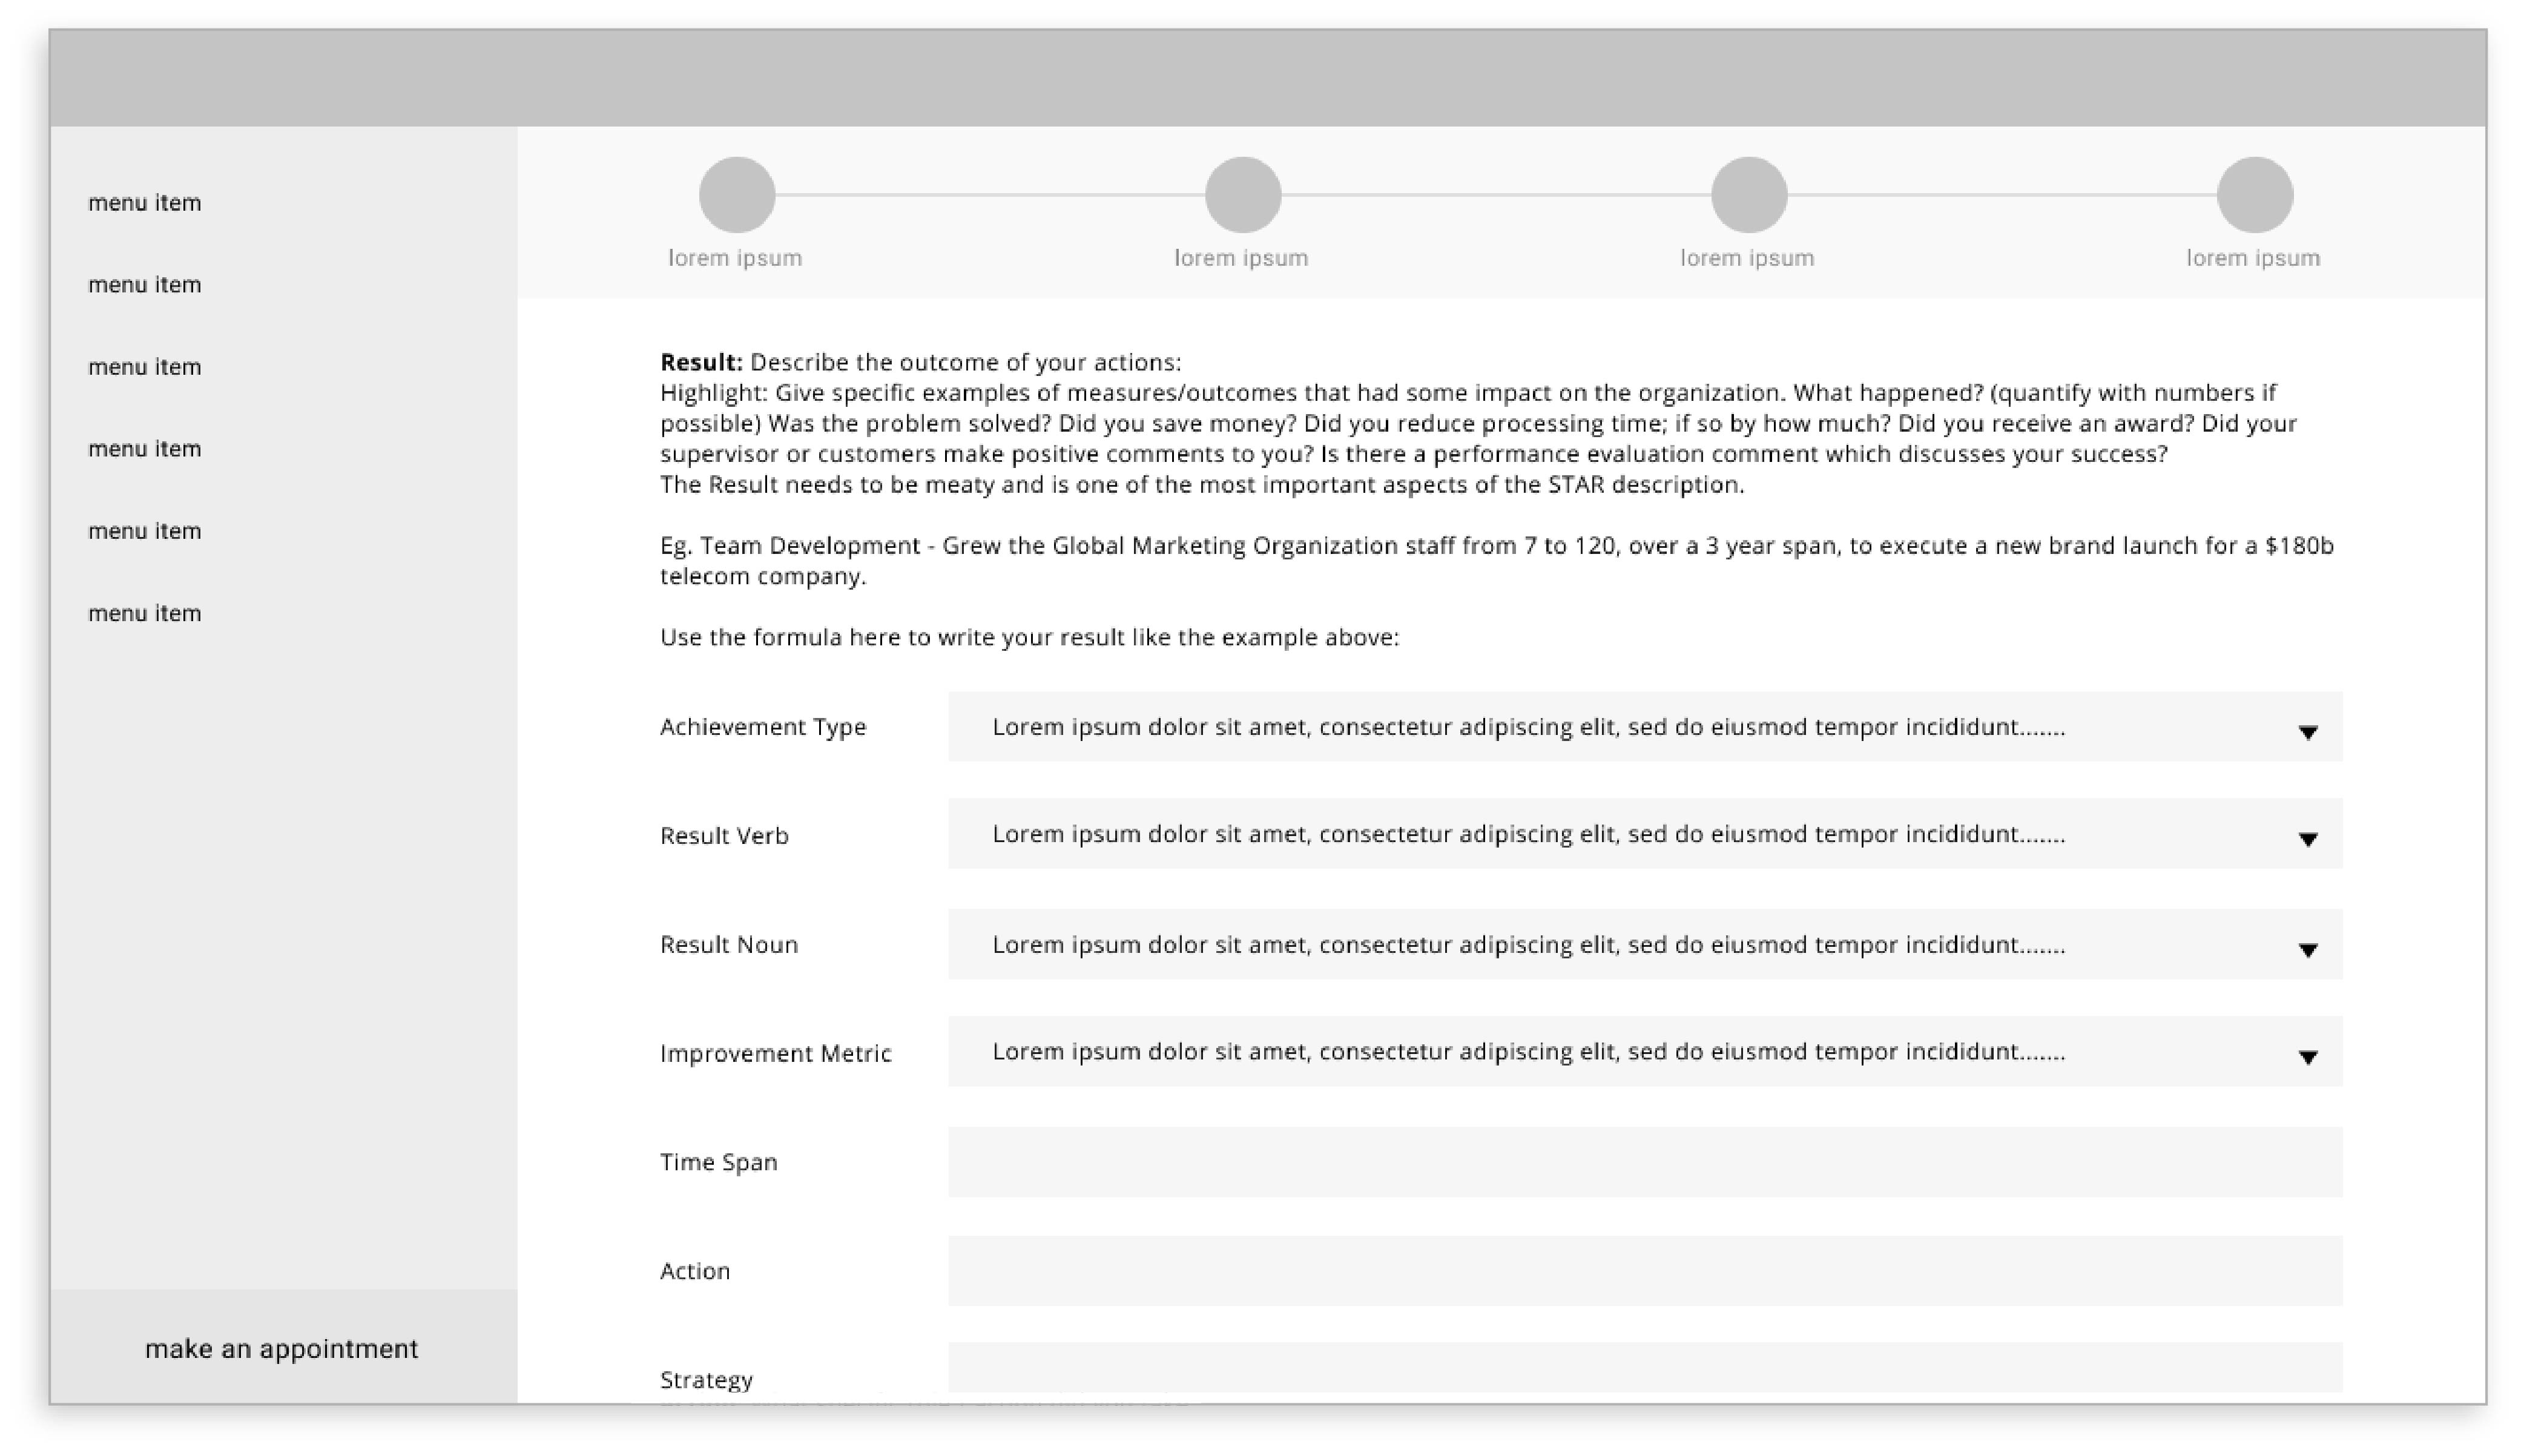 menu item
menu item
menu item
menu item
menu item
menu item
make an appointment
lorem ipsum
lorem ipsum
lorem ipsum
lorem ipsum
Result: Describe the outcome of your actions:
Highlight: Give specific examples of measures/outcomes that had some impact on the organization. What happened? (quantify with numbers if
possible) Was the problem solved? Did you save money? Did you reduce processing time; if so by how much? Did you receive an award? Did your
supervisor or customers make positive comments to you? Is there a performance evaluation comment which discusses your success?
The Result needs to be meaty and is one of the most important aspects of the STAR description.
Eg. Team Development - Grew the Global Marketing Organization staff from 7 to 120, over a 3 year span, to execute a new brand launch for a $180b
telecom company.
Use the formula here to write your result like the example above:
Achievement Type
Lorem ipsum dolor sit amet, consectetur adipiscing elit, sed do eiusmod tempor incididunt.......
Result Verb
Lorem ipsum dolor sit amet, consectetur adipiscing elit, sed do eiusmod tempor incididunt.......
Result Noun
Lorem ipsum dolor sit amet, consectetur adipiscing elit, sed do eiusmod tempor incididunt.......
Improvement Metric
Lorem ipsum dolor sit amet, consectetur adipiscing elit, sed do eiusmod tempor incididunt.......
Time Span
Action
Strategy